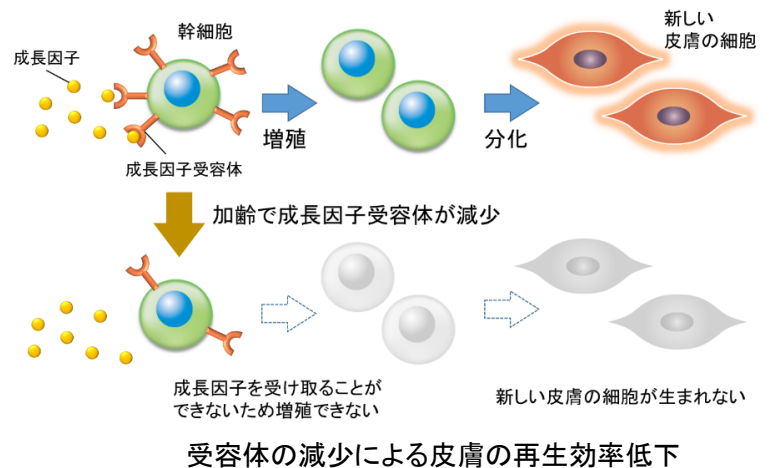 成長因子
幹細胞
新しい
皮膚の細胞
増殖
分化
成長因子受容体
加齢で成長因子受容体が減少
成長因子を受け取ることが
できないため増殖できない
新しい皮膚の細胞が生まれない
受容体の減少による皮膚の再生効率低下